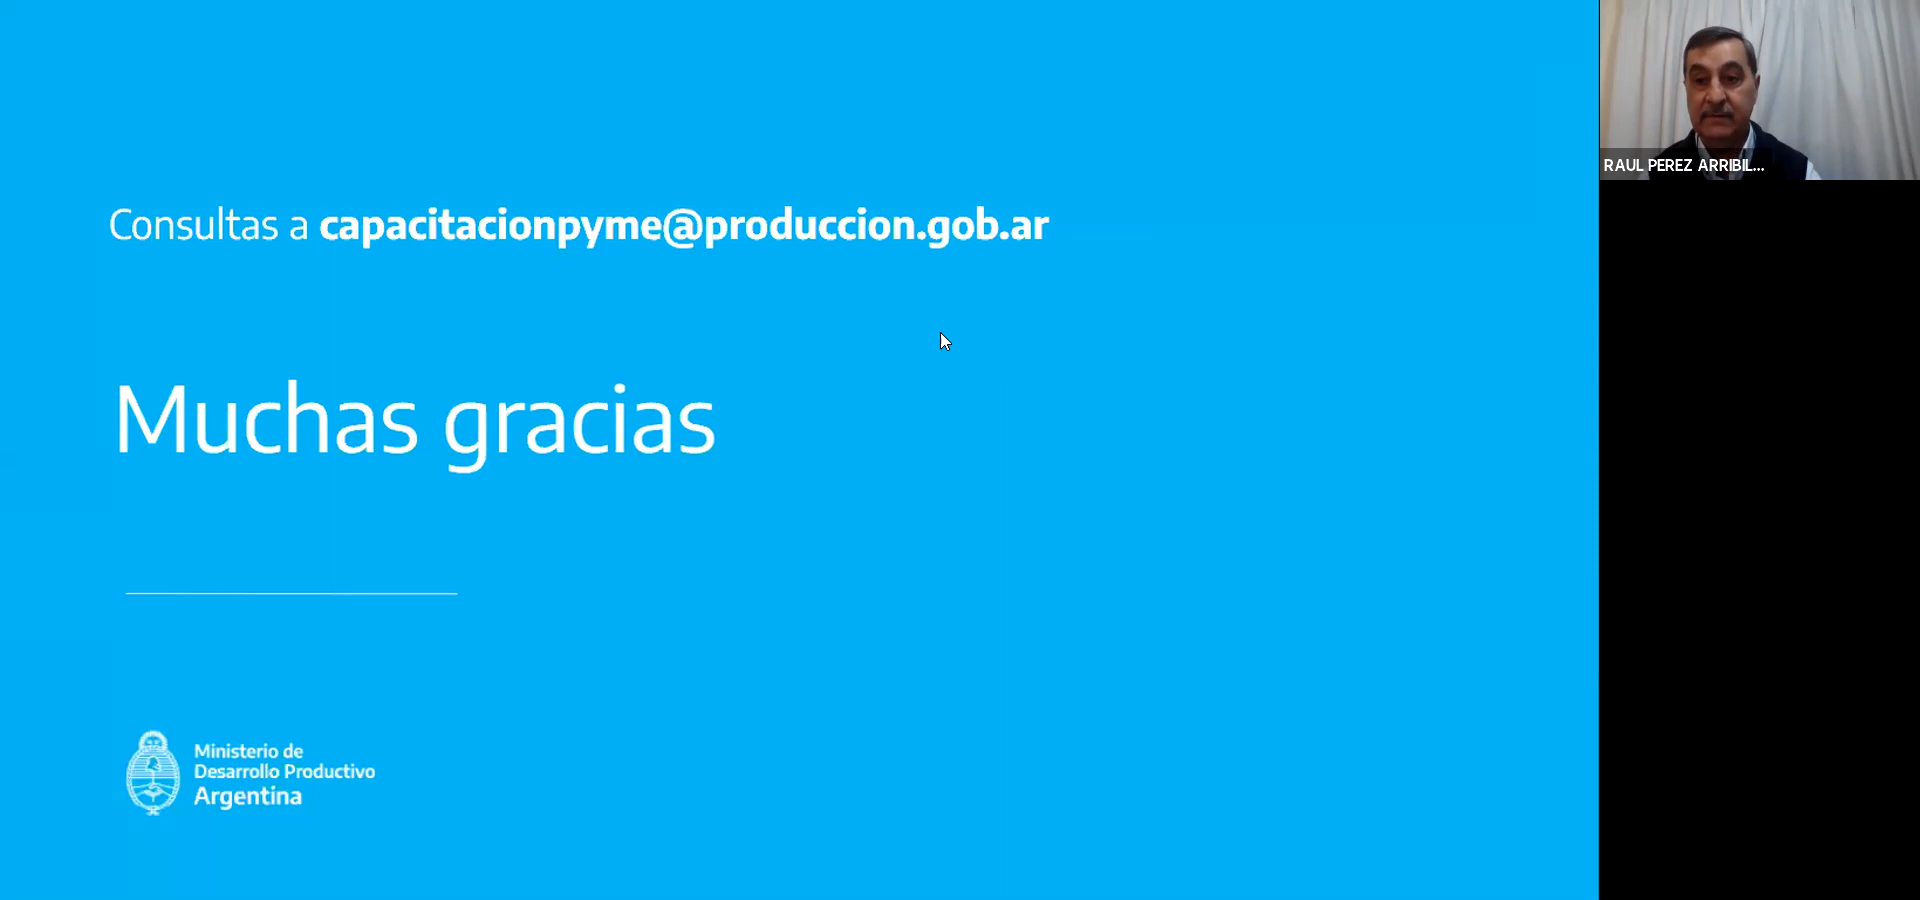 Consultas a capacitacionpyme@produccion.gob.ar
Muchas gracias
Ministerio de
Desarrollo Productivo
Argentina
RAUL PEREZ ARRIBIL...